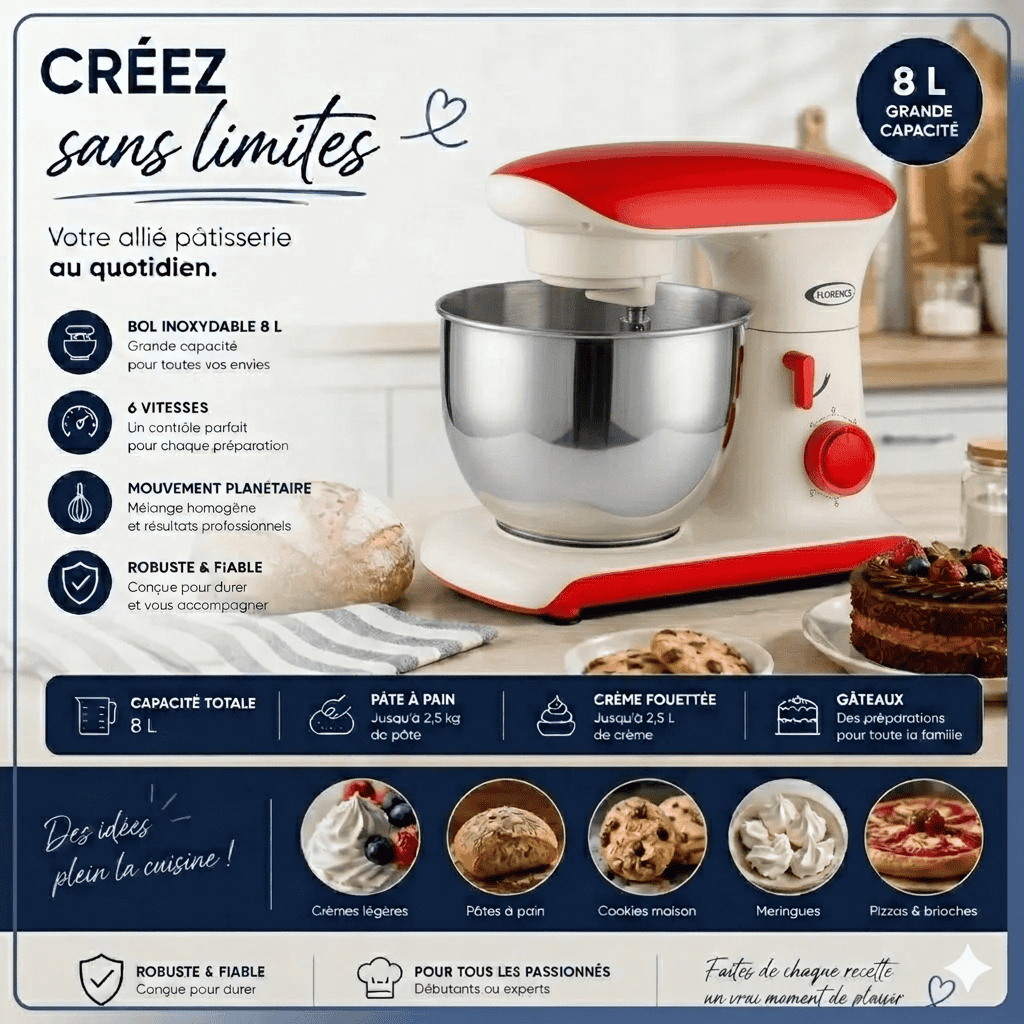 CRÉEZ
sans limites
8 L
GRANDE
CAPACITÉ
Votre allié pâtisserie
au quotidien.
FLORENCS
BOL INOXYDABLE 8 L
Grande capacité
pour toutes vos envies
6 VITESSES
Un contrôle parfait
pour chaque préparation
MOUVEMENT PLANÉTAIRE
Mélange homogène
et résultats professionnels
ROBUSTE & FIABLE
Conçue pour durer
et vous accompagner
CAPACITÉ TOTALE
8 L
PÂTE À PAIN
Jusqu'à 2,5 kg
de pâte
CRÈME FOUETTÉE
Jusqu'à 2,5 L
de crème
GÂTEAUX
Des préparations
pour toute la famille
Des idées
plein la cuisine !
Crèmes légères
Pâtes à pain
Cookies maison
Meringues
Pizzas & brioches
ROBUSTE & FIABLE
Conçue pour durer
POUR TOUS LES PASSIONNÉS
Débutants ou experts
Faites de chaque recette
un vrai moment de plaisir